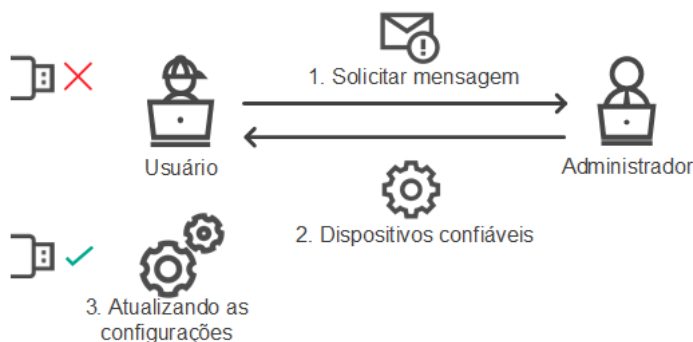 1. Solicitar mensagem
Usuário
Administrador
2. Dispositivos confiáveis
3. Atualizando as
configurações